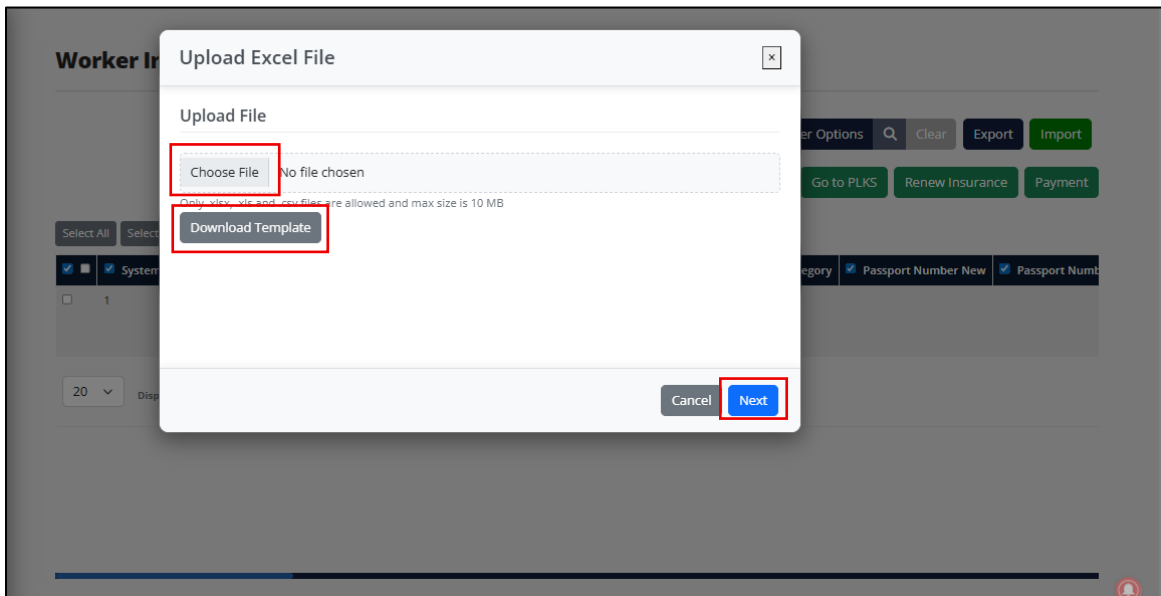 Worker Ir
Upload Excel File
×
Upload File
er Options Clear Export Import
Choose File No file chosen
Go to PLKS Renew Insurance Payment
Only .xlsx, .xls and .csv files are allowed and max size is 10 MB
Download Template
Select All Select
System
egory Passport Number New Passport Numb
1
20 Disp
Cancel Next